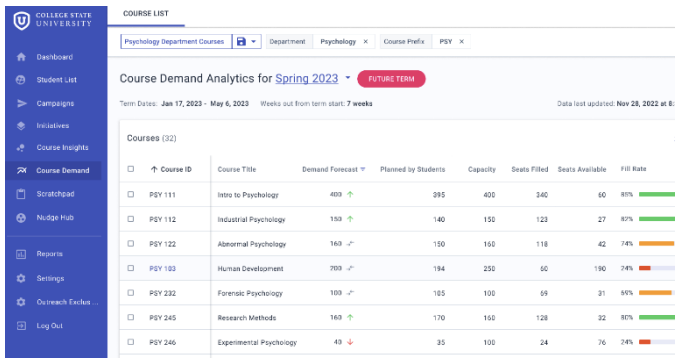 COLLEGE STATE
UNIVERSITY
Dashboard
Student List
Campaigns
Initiatives
Course Insights
Course Demand
Scratchpad
Nudge Hub
Reports
Settings
Outreach Exclus ...
Log Out
COURSE LIST
Psychology Department Courses Department Psychology × Course Prefix PSY ×
Course Demand Analytics for Spring 2023 FUTURE TERM
Term Dates: Jan 17, 2023 - May 6, 2023 Weeks out from term start: 7 weeks Data last updated: Nov 28, 2022 at 8:
Courses (32)
Course ID Course Title Demand Forecast Planned by Students Capacity Seats Filled Seats Available Fill Rate
PSY 111 Intro to Psychology 400 395 400 340 60 85%
PSY 112 Industrial Psychology 150 140 150 123 27 82%
PSY 122 Abnormal Psychology 160 150 160 118 42 74%
PSY 183 Human Development 200 194 250 60 190 24%
PSY 232 Forensic Psychology 100 105 100 69 31 69%
PSY 245 Research Methods 160 170 160 128 32 80%
PSY 246 Experimental Psychology 40 35 100 24 76 24%